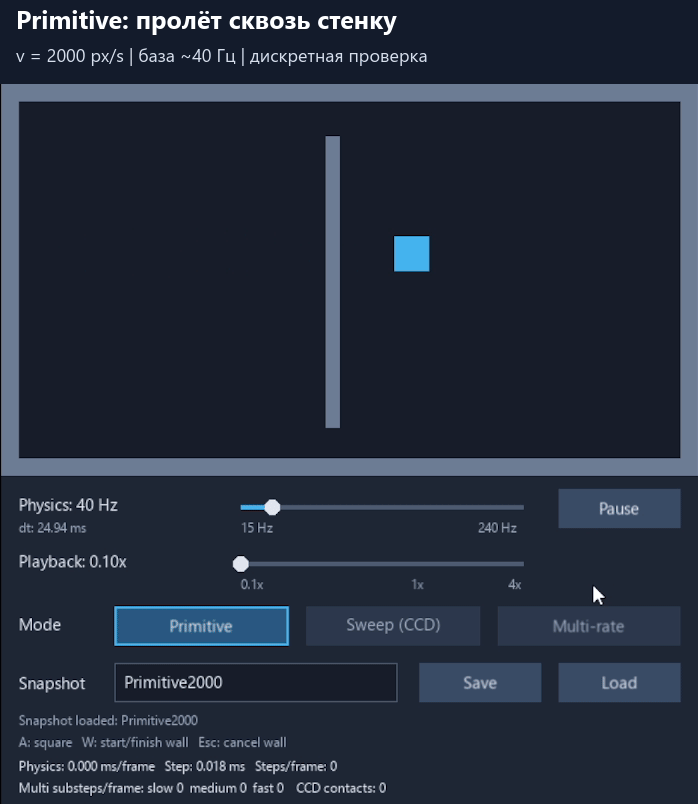 Primitive: пролёт сквозь стенку
v = 2000 px/s | база ~40 Гц | дискретная проверка
Physics: 40 Hz
Pause
dt: 24.94 ms
15 Hz
240 Hz
Playback: 0.10x
0.1x
1x
4x
Mode
Primitive
Sweep (CCD)
Multi-rate
Snapshot
Primitive2000
Save
Load
Snapshot loaded: Primitive2000
A: square W: start/finish wall Esc: cancel wall
Physics: 0.000 ms/frame Step: 0.018 ms Steps/frame: 0
Multi substeps/frame: slow 0 medium 0 fast 0 CCD contacts: 0